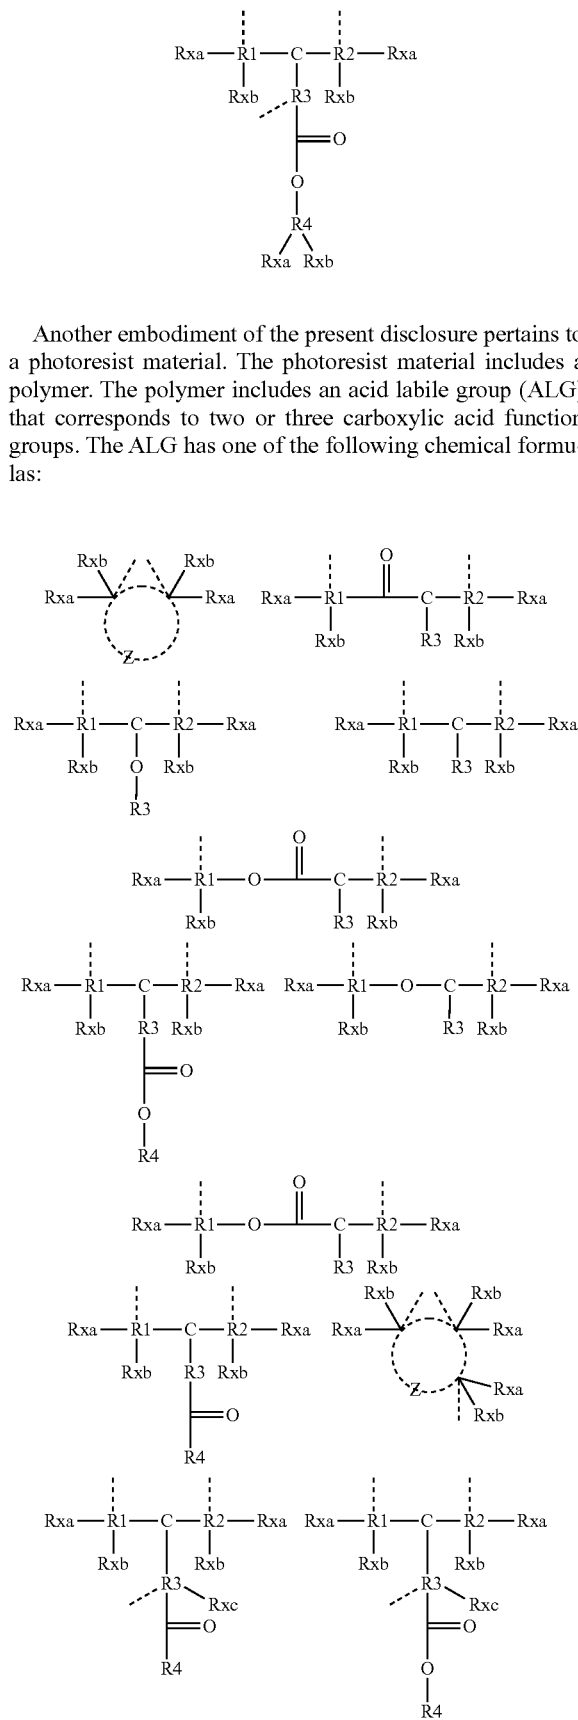 Rxa R1 C R2 Rxa
Rxb R3 Rxb
O
O
R4
Rxa Rxb
Another embodiment of the present disclosure pertains to
a photoresist material. The photoresist material includes a
polymer. The polymer includes an acid labile group (ALG)
that corresponds to two or three carboxylic acid function
groups. The ALG has one of the following chemical formu-
las:
Rxb Rxb
Rxa Rxa
Z
O
Rxa R1 C R2 Rxa
Rxb R3 Rxb
Rxa R1 C R2 Rxa
Rxb O Rxb
R3
Rxa R1 C R2 Rxa
Rxb R3 Rxb
O
Rxa R1 O C R2 Rxa
Rxb R3 Rxb
Rxa R1 C R2 Rxa
Rxb R3 Rxb
O
O
R4
Rxa R1 O C R2 Rxa
Rxb R3 Rxb
O
Rxa R1 O C R2 Rxa
Rxb R3 Rxb
Rxa R1 C R2 Rxa
Rxb R3 Rxb
O
R4
Rxb Rxb
Rxa Rxa
Z Rxa
Rxb
Rxa R1 C R2 Rxa
Rxb Rxb
R3
Rxc
O
R4
Rxa R1 C R2 Rxa
Rxb Rxb
R3
Rxc
O
O
R4